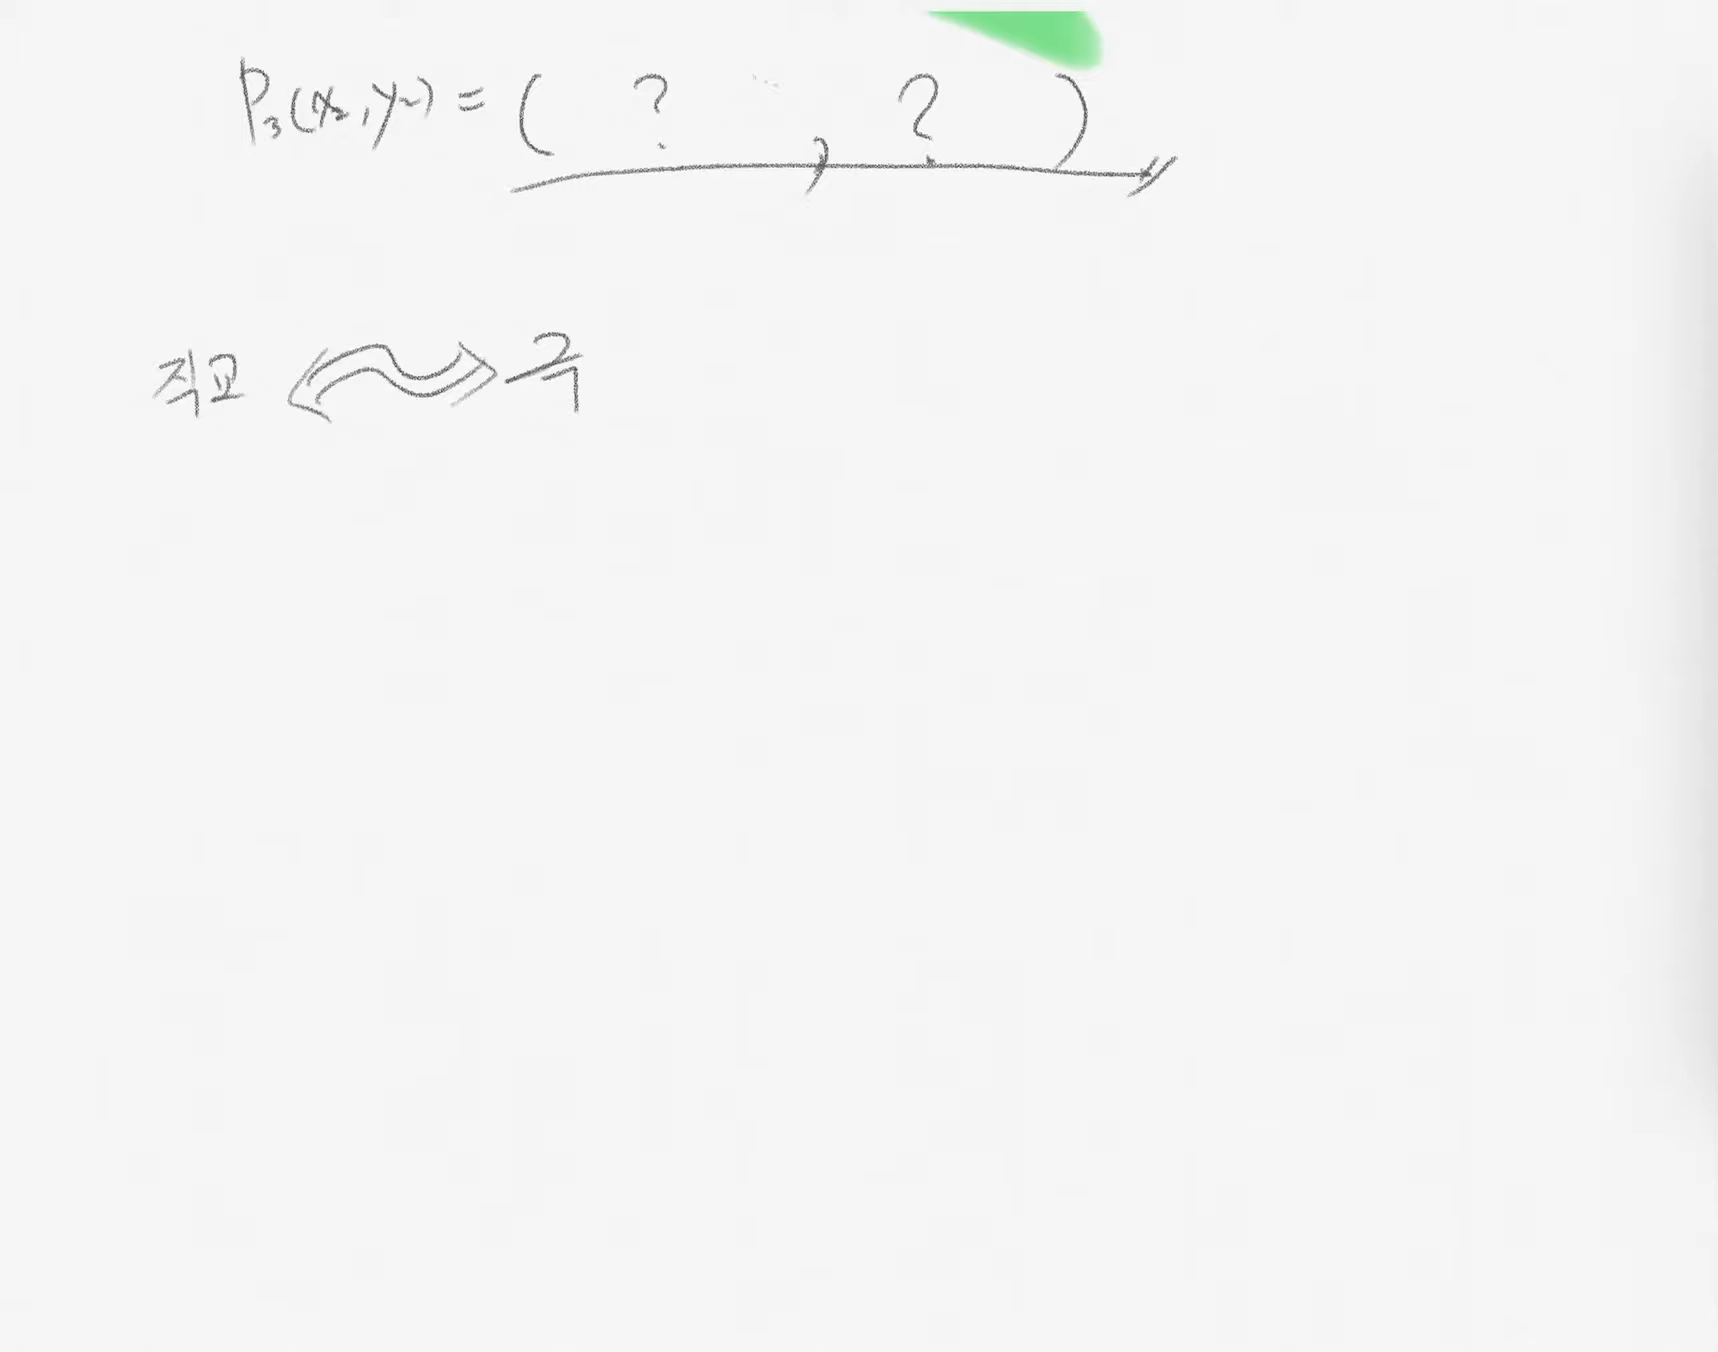 P₃(x₂,y₂) = ( ? , ? )
직교 ⟺ 극